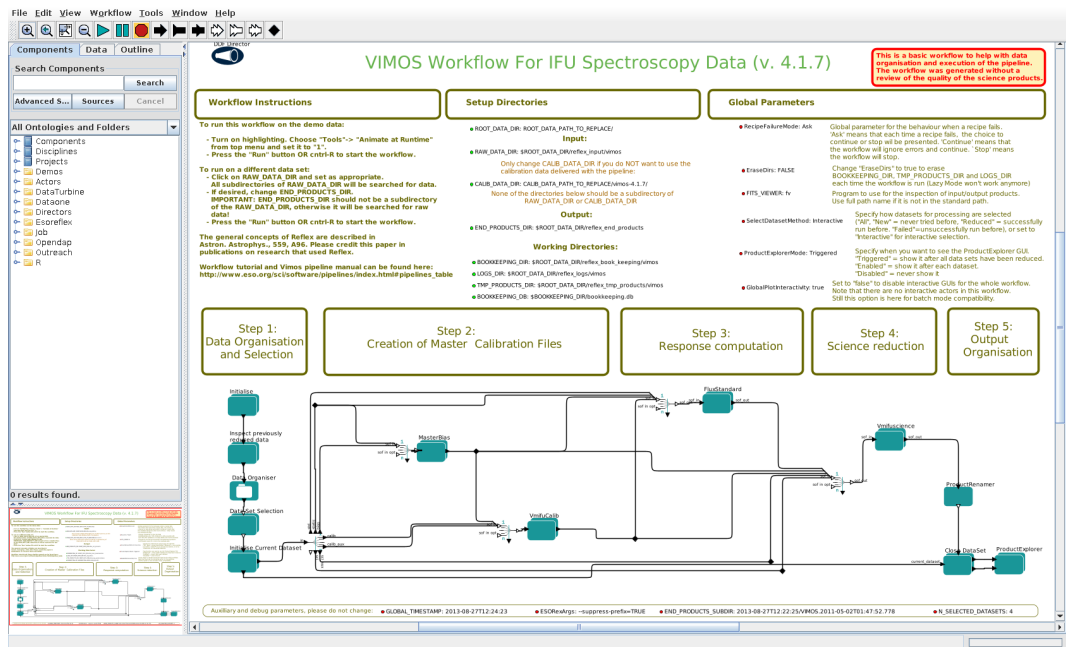 File Edit View Workflow Tools Window Help
Components Data Outline
Search Components
Search
Advanced S... Sources Cancel
All Ontologies and Folders
Components
Disciplines
Projects
Demos
Actors
DataTurbine
Dataone
Directors
Esoreflex
Job
Opendap
Outreach
R
0 results found.
DDF Director
VIMOS Workflow For IFU Spectroscopy Data (v. 4.1.7)
This is a basic workflow to help with data
organisation and execution of the pipeline.
The workflow was generated without a
review of the quality of the science products.
Workflow Instructions
To run this workflow on the demo data:
- Turn on highlighting. Choose "Tools"-> "Animate at Runtime"
from top menu and set it to "1".
- Press the "Run" button OR cntrl-R to start the workflow.
To run on a different data set:
- Click on RAW_DATA_DIR and set as appropriate.
All subdirectories of RAW_DATA_DIR will be searched for data.
- If desired, change END_PRODUCTS_DIR.
IMPORTANT: END_PRODUCTS_DIR should not be a subdirectory
of the RAW_DATA_DIR, otherwise it will be searched for raw
data!
- Press the "Run" button OR cntrl-R to start the workflow.
The general concepts of Reflex are described in
Astron. Astrophys., 559, A96. Please credit this paper in
publications on research that used Reflex.
Workflow tutorial and Vimos pipeline manual can be found here:
http://www.eso.org/sci/software/pipelines/index.html#pipelines_table
Setup Directories
ROOT_DATA_DIR: ROOT_DATA_PATH_TO_REPLACE/
Input:
RAW_DATA_DIR: $ROOT_DATA_DIR/reflex_input/vimos
Only change CALIB_DATA_DIR if you do NOT want to use the
calibration data delivered with the pipeline:
CALIB_DATA_DIR: CALIB_DATA_PATH_TO_REPLACE/vimos-4.1.7/
None of the directories below should be a subdirectory of
RAW_DATA_DIR or CALIB_DATA_DIR
Output:
END_PRODUCTS_DIR: $ROOT_DATA_DIR/reflex_end_products
Working Directories:
BOOKKEEPING_DIR: $ROOT_DATA_DIR/reflex_book_keeping/vimos
LOGS_DIR: $ROOT_DATA_DIR/reflex_logs/vimos
TMP_PRODUCTS_DIR: $ROOT_DATA_DIR/reflex_tmp_products/vimos
BOOKKEEPING_DB: $BOOKKEEPING_DIR/bookkeeping.db
Global Parameters
RecipeFailureMode: Ask
Global parameter for the behaviour when a recipe fails.
'Ask' means that each time a recipe fails, the choice to
continue or stop wil be presented. 'Continue' means that
the workflow will ignore errors and continue. `Stop' means
the workflow will stop.
EraseDirs: FALSE
Change "EraseDirs" to true to erase
BOOKKEEPING_DIR, TMP_PRODUCTS_DIR and LOGS_DIR
each time the workflow is run (Lazy Mode won't work anymore)
FITS_VIEWER: fv
Program to use for the inspection of input/output products.
Use full path name if it is not in the standard path.
SelectDatasetMethod: Interactive
Specify how datasets for processing are selected
("All", "New" = never tried before, "Reduced" = successfully
run before. "Failed"=unsuccessfully run before), or set to
"Interactive" for interactive selection.
ProductExplorerMode: Triggered
Specify when you want to see the ProductExplorer GUI.
"Triggered" = show it after all data sets have been reduced.
"Enabled" = show it after each dataset.
"Disabled" = never show it
GlobalPlotInteractivity: true
Set to "false" to disable interactive GUIs for the whole workflow.
Note that there are no interactive actors in this workflow.
Still this option is here for batch mode compatibility.
Step 1:
Data Organisation
and Selection
Step 2:
Creation of Master Calibration Files
Step 3:
Response computation
Step 4:
Science reduction
Step 5:
Output
Organisation
Initialise
Inspect previously
reduced data
Data Organiser
DataSet Selection
Initialise Current Dataset
MasterBias
VmifuCalib
FluxStandard
Vmifuscience
ProductRenamer
Close DataSet
ProductExplorer
current_dataset
Auxilliary and debug parameters, please do not change:
GLOBAL_TIMESTAMP: 2013-08-27T12:24:23
ESORexArgs: --suppress-prefix=TRUE
END_PRODUCTS_SUBDIR: 2013-08-27T12:22:25/VIMOS.2011-05-02T01:47:52.778
N_SELECTED_DATASETS: 4